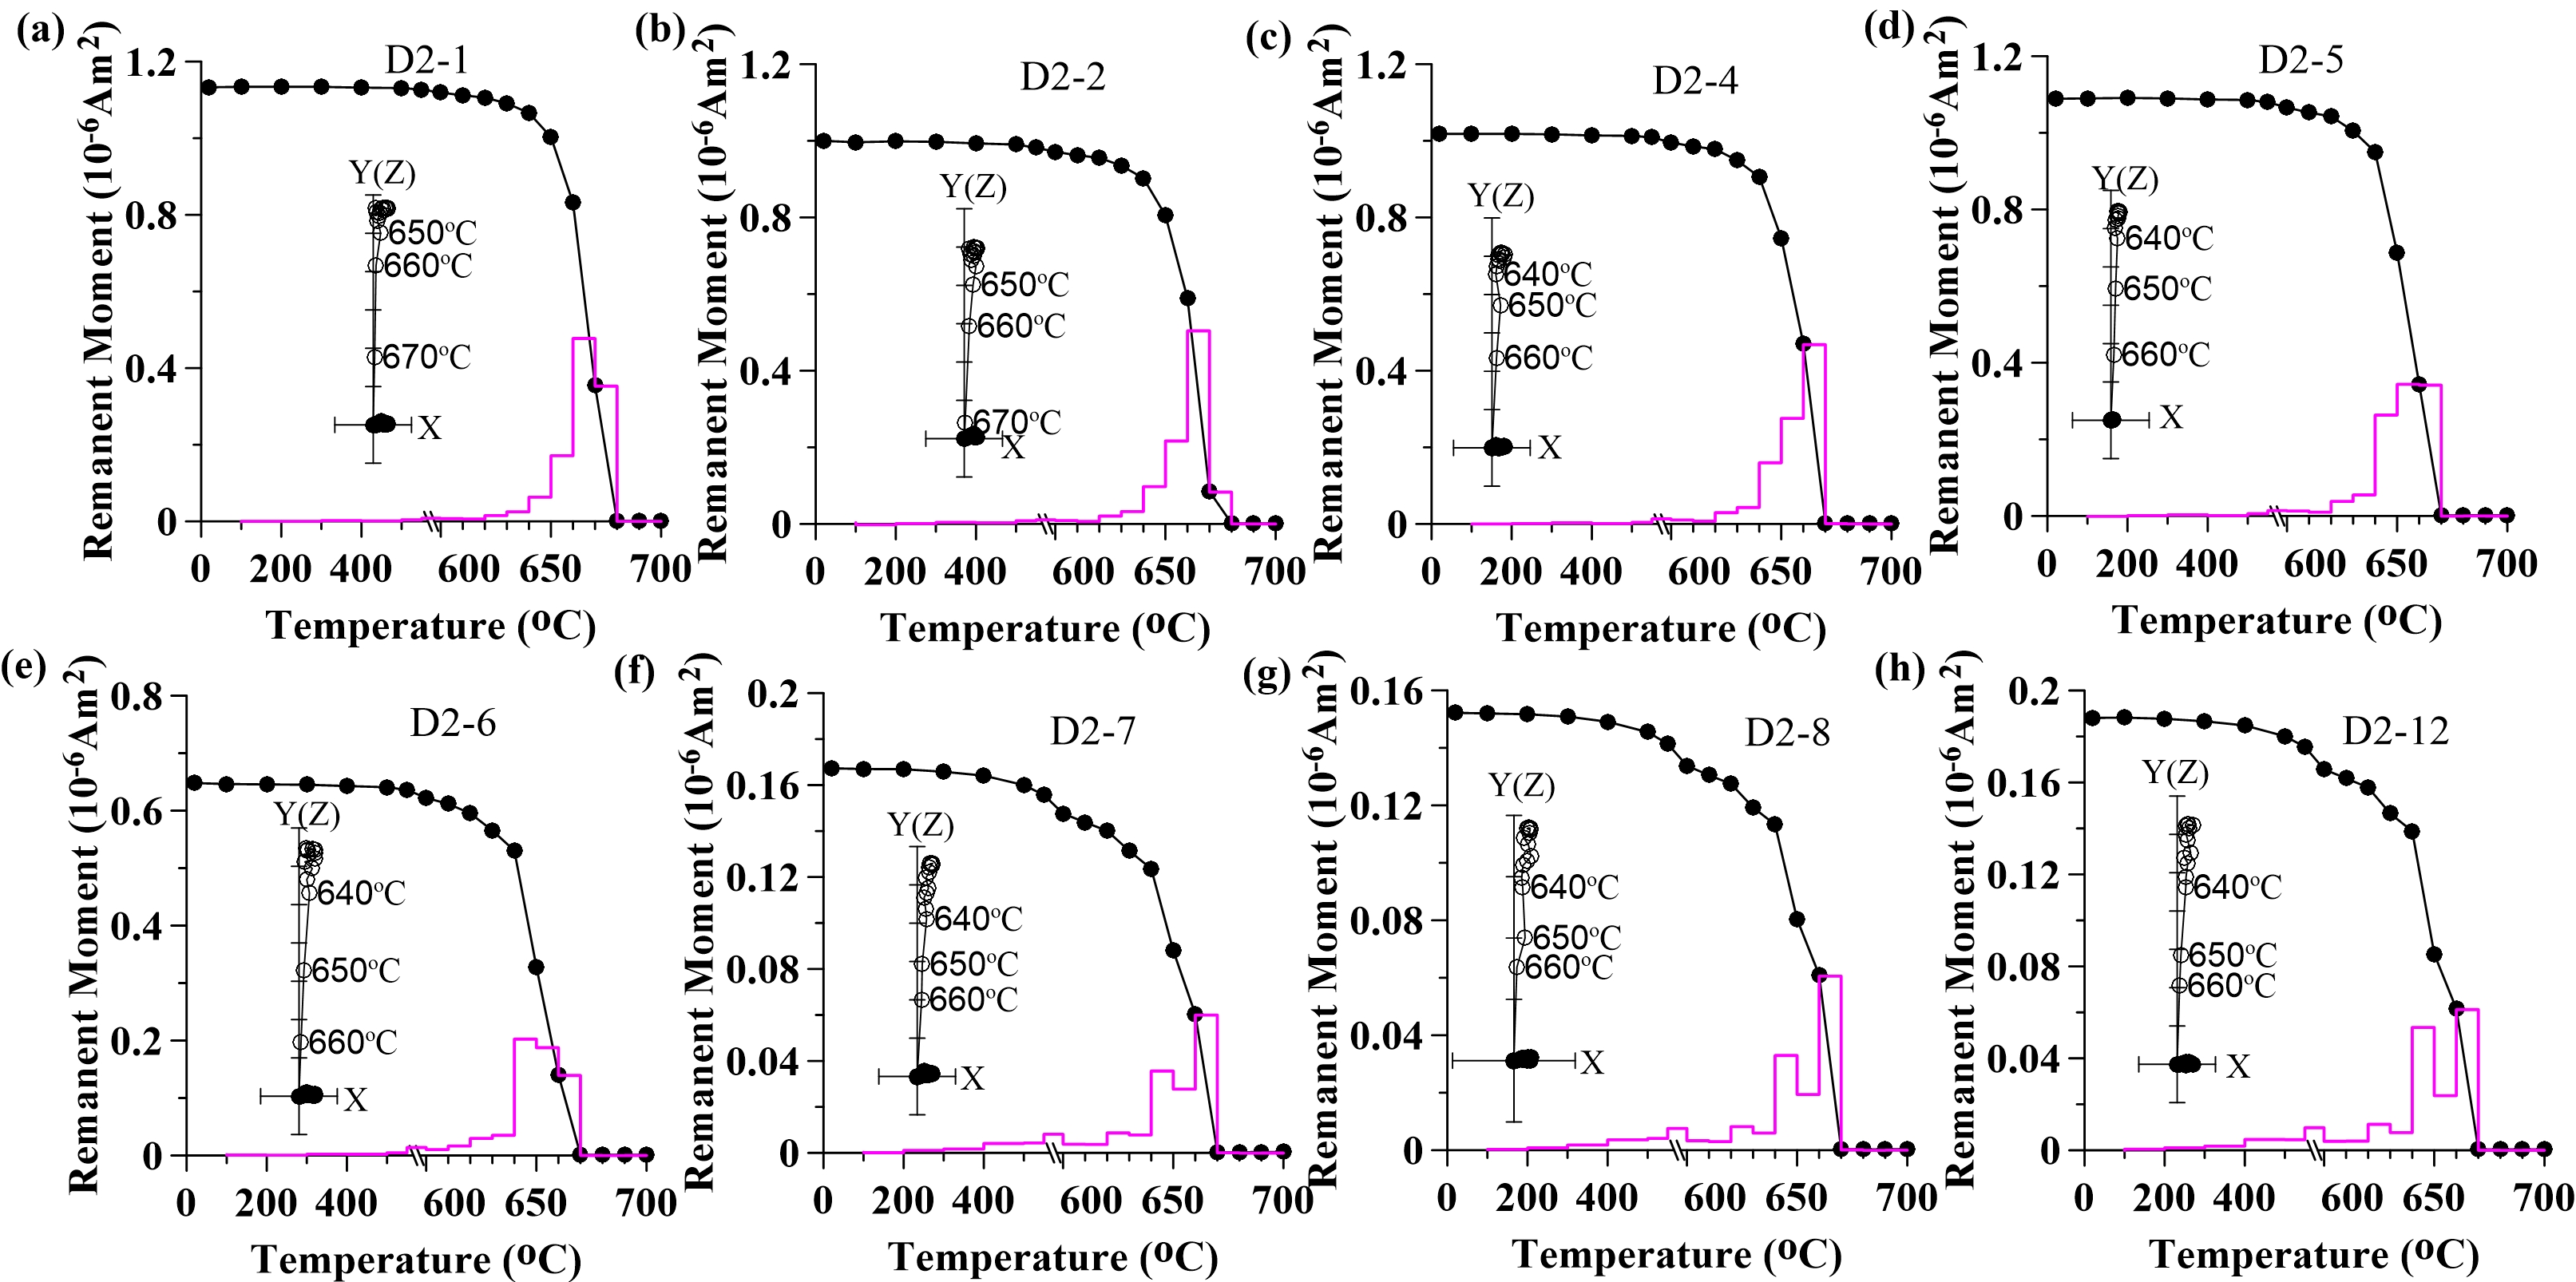 (a)
D2-1
Remanent Moment (10⁻⁶Am²)
1.2
0.8
0.4
0
Y(Z)
650°C
660°C
670°C
X
0 200 400 600 650 700
Temperature (°C)
(b)
D2-2
Remanent Moment (10⁻⁶Am²)
1.2
0.8
0.4
0
Y(Z)
650°C
660°C
670°C
X
0 200 400 600 650 700
Temperature (°C)
(c)
D2-4
Remanent Moment (10⁻⁶Am²)
1.2
0.8
0.4
0
Y(Z)
640°C
650°C
660°C
X
0 200 400 600 650 700
Temperature (°C)
(d)
D2-5
Remanent Moment (10⁻⁶Am²)
1.2
0.8
0.4
0
Y(Z)
640°C
650°C
660°C
X
0 200 400 600 650 700
Temperature (°C)
(e)
D2-6
Remanent Moment (10⁻⁶Am²)
0.8
0.6
0.4
0.2
0
Y(Z)
640°C
650°C
660°C
X
0 200 400 600 650 700
Temperature (°C)
(f)
D2-7
Remanent Moment (10⁻⁶Am²)
0.2
0.16
0.12
0.08
0.04
0
Y(Z)
640°C
650°C
660°C
X
0 200 400 600 650 700
Temperature (°C)
(g)
D2-8
Remanent Moment (10⁻⁶Am²)
0.16
0.12
0.08
0.04
0
Y(Z)
640°C
650°C
660°C
X
0 200 400 600 650 700
Temperature (°C)
(h)
D2-12
Remanent Moment (10⁻⁶Am²)
0.2
0.16
0.12
0.08
0.04
0
Y(Z)
640°C
650°C
660°C
X
0 200 400 600 650 700
Temperature (°C)